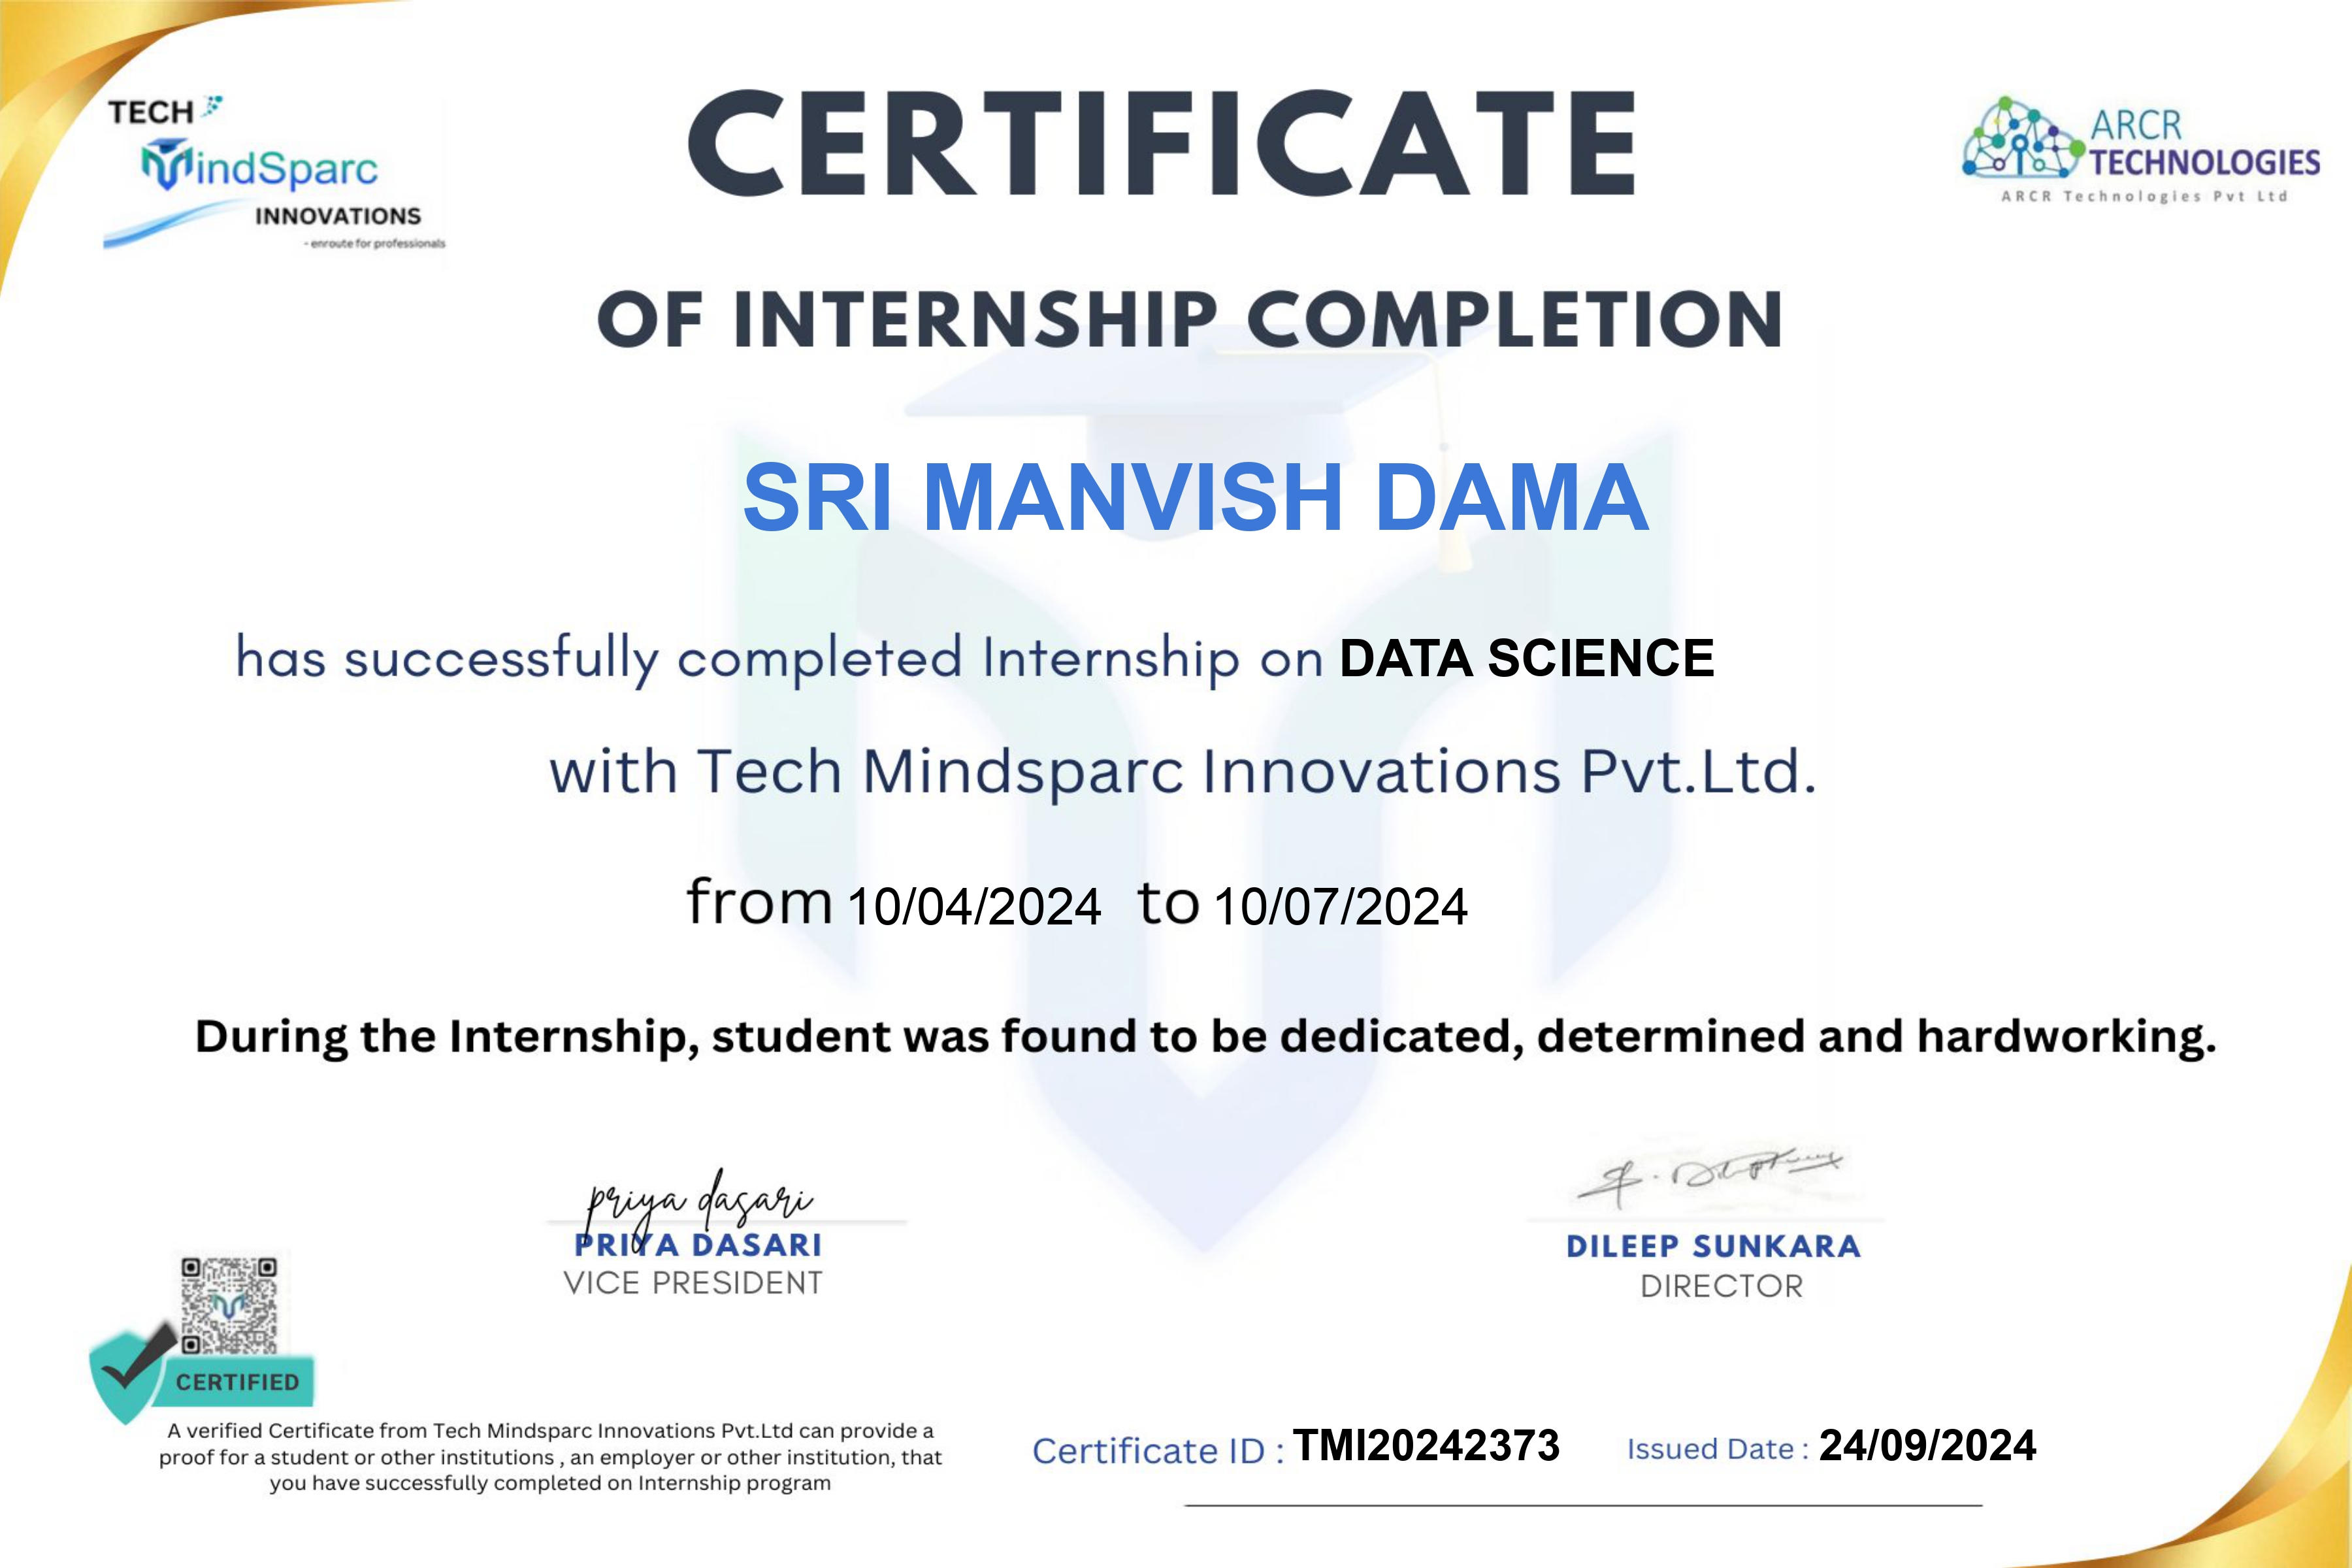 TECH
MindSparc
INNOVATIONS
- enroute for professionals
ARCR
TECHNOLOGIES
ARCR Technologies Pvt Ltd
CERTIFICATE
OF INTERNSHIP COMPLETION
SRI MANVISH DAMA
has successfully completed Internship on DATA SCIENCE
with Tech Mindsparc Innovations Pvt.Ltd.
from 10/04/2024 to 10/07/2024
During the Internship, student was found to be dedicated, determined and hardworking.
priya dasari
PRIYA DASARI
VICE PRESIDENT
DILEEP SUNKARA
DIRECTOR
CERTIFIED
A verified Certificate from Tech Mindsparc Innovations Pvt.Ltd can provide a
proof for a student or other institutions , an employer or other institution, that
you have successfully completed on Internship program
Certificate ID : TMI20242373
Issued Date : 24/09/2024